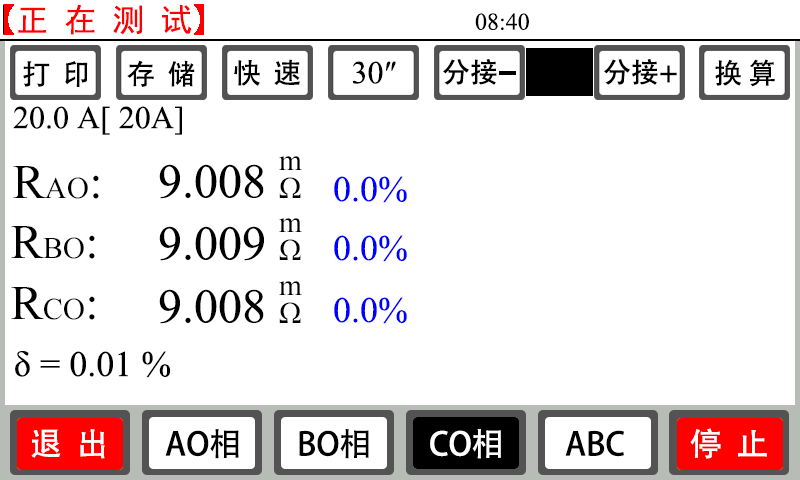 【正在测试】 08:40
打印 存储 快速 30″ 分接− 分接+ 换算
20.0 A[ 20A]
RAO: 9.008 mΩ 0.0%
RBO: 9.009 mΩ 0.0%
RCO: 9.008 mΩ 0.0%
δ = 0.01 %
退出 AO相 BO相 CO相 ABC 停止